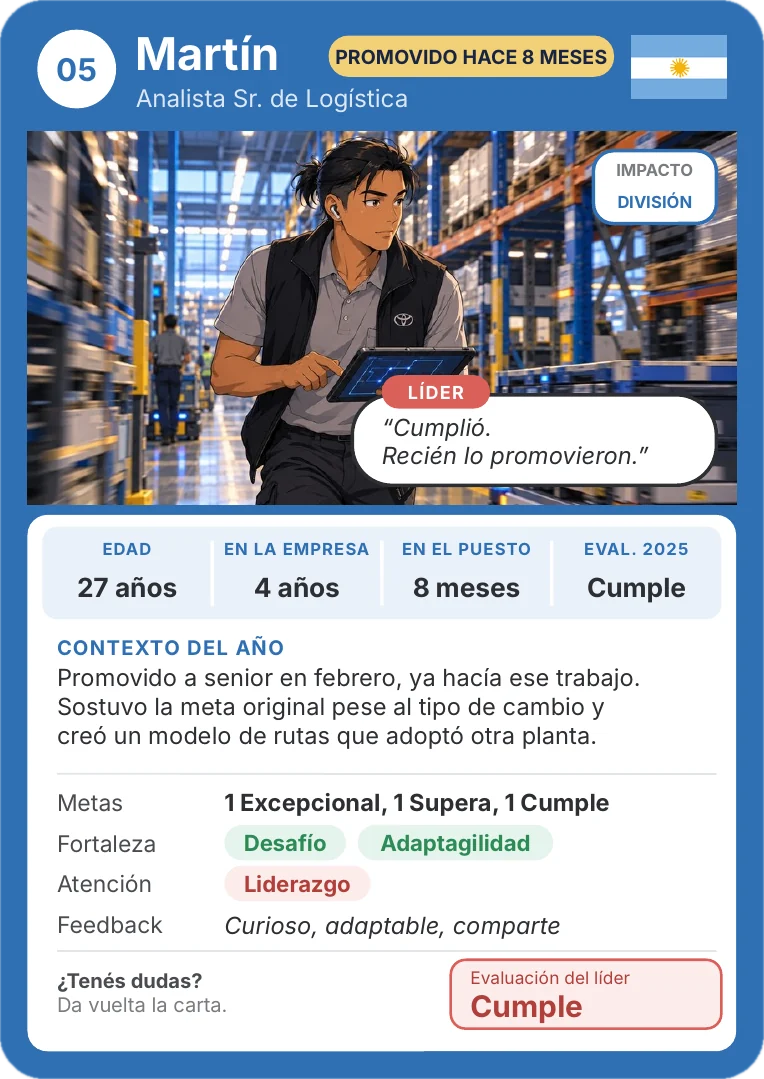 05
Martín
PROMOVIDO HACE 8 MESES
Analista Sr. de Logística
IMPACTO
DIVISIÓN
LÍDER
“Cumplió.
Recién lo promovieron.”
EDAD
27 años
EN LA EMPRESA
4 años
EN EL PUESTO
8 meses
EVAL. 2025
Cumple
CONTEXTO DEL AÑO
Promovido a senior en febrero, ya hacía ese trabajo.
Sostuvo la meta original pese al tipo de cambio y
creó un modelo de rutas que adoptó otra planta.
Metas 1 Excepcional, 1 Supera, 1 Cumple
Fortaleza Desafío Adaptagilidad
Atención Liderazgo
Feedback Curioso, adaptable, comparte
¿Tenés dudas?
Da vuelta la carta.
Evaluación del líder
Cumple